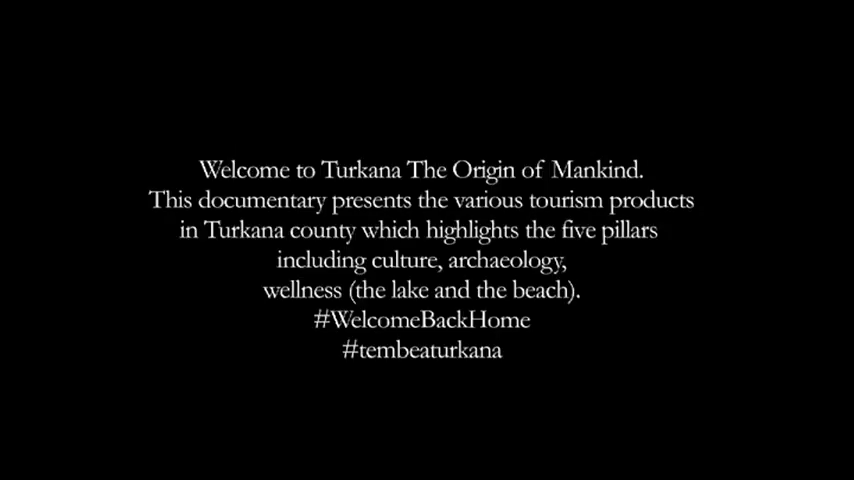 Welcome to Turkana The Origin of Mankind.
This documentary presents the various tourism products
in Turkana county which highlights the five pillars
including culture, archaeology,
wellness (the lake and the beach).
#WelcomeBackHome
#tembeaturkana